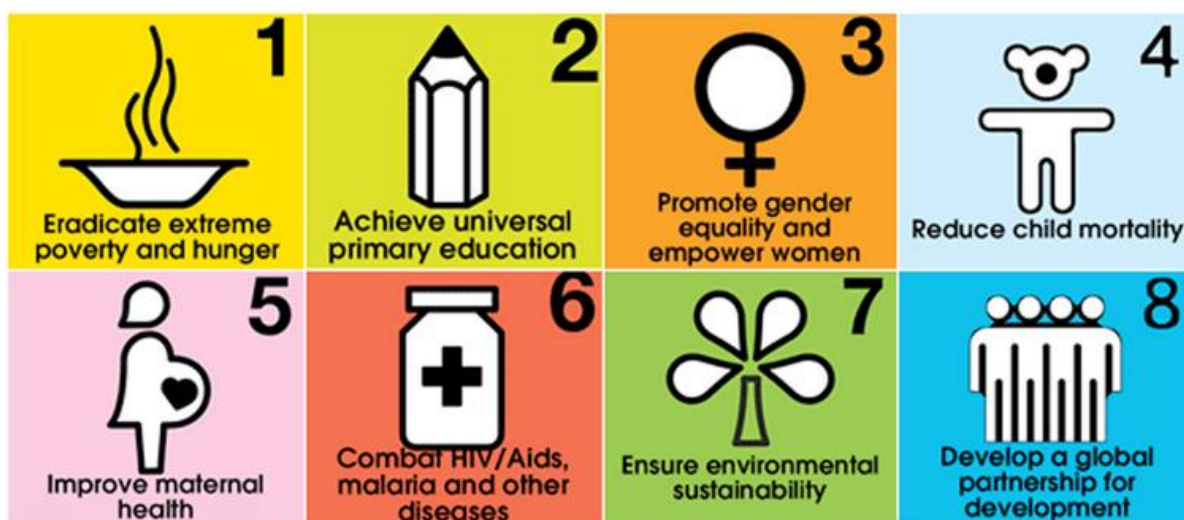 1
Eradicate extreme
poverty and hunger
2
Achieve universal
primary education
3
Promote gender
equality and
empower women
4
Reduce child mortality
5
Improve maternal
health
6
Combat HIV/Aids,
malaria and other
diseases
7
Ensure environmental
sustainability
8
Develop a global
partnership for
development